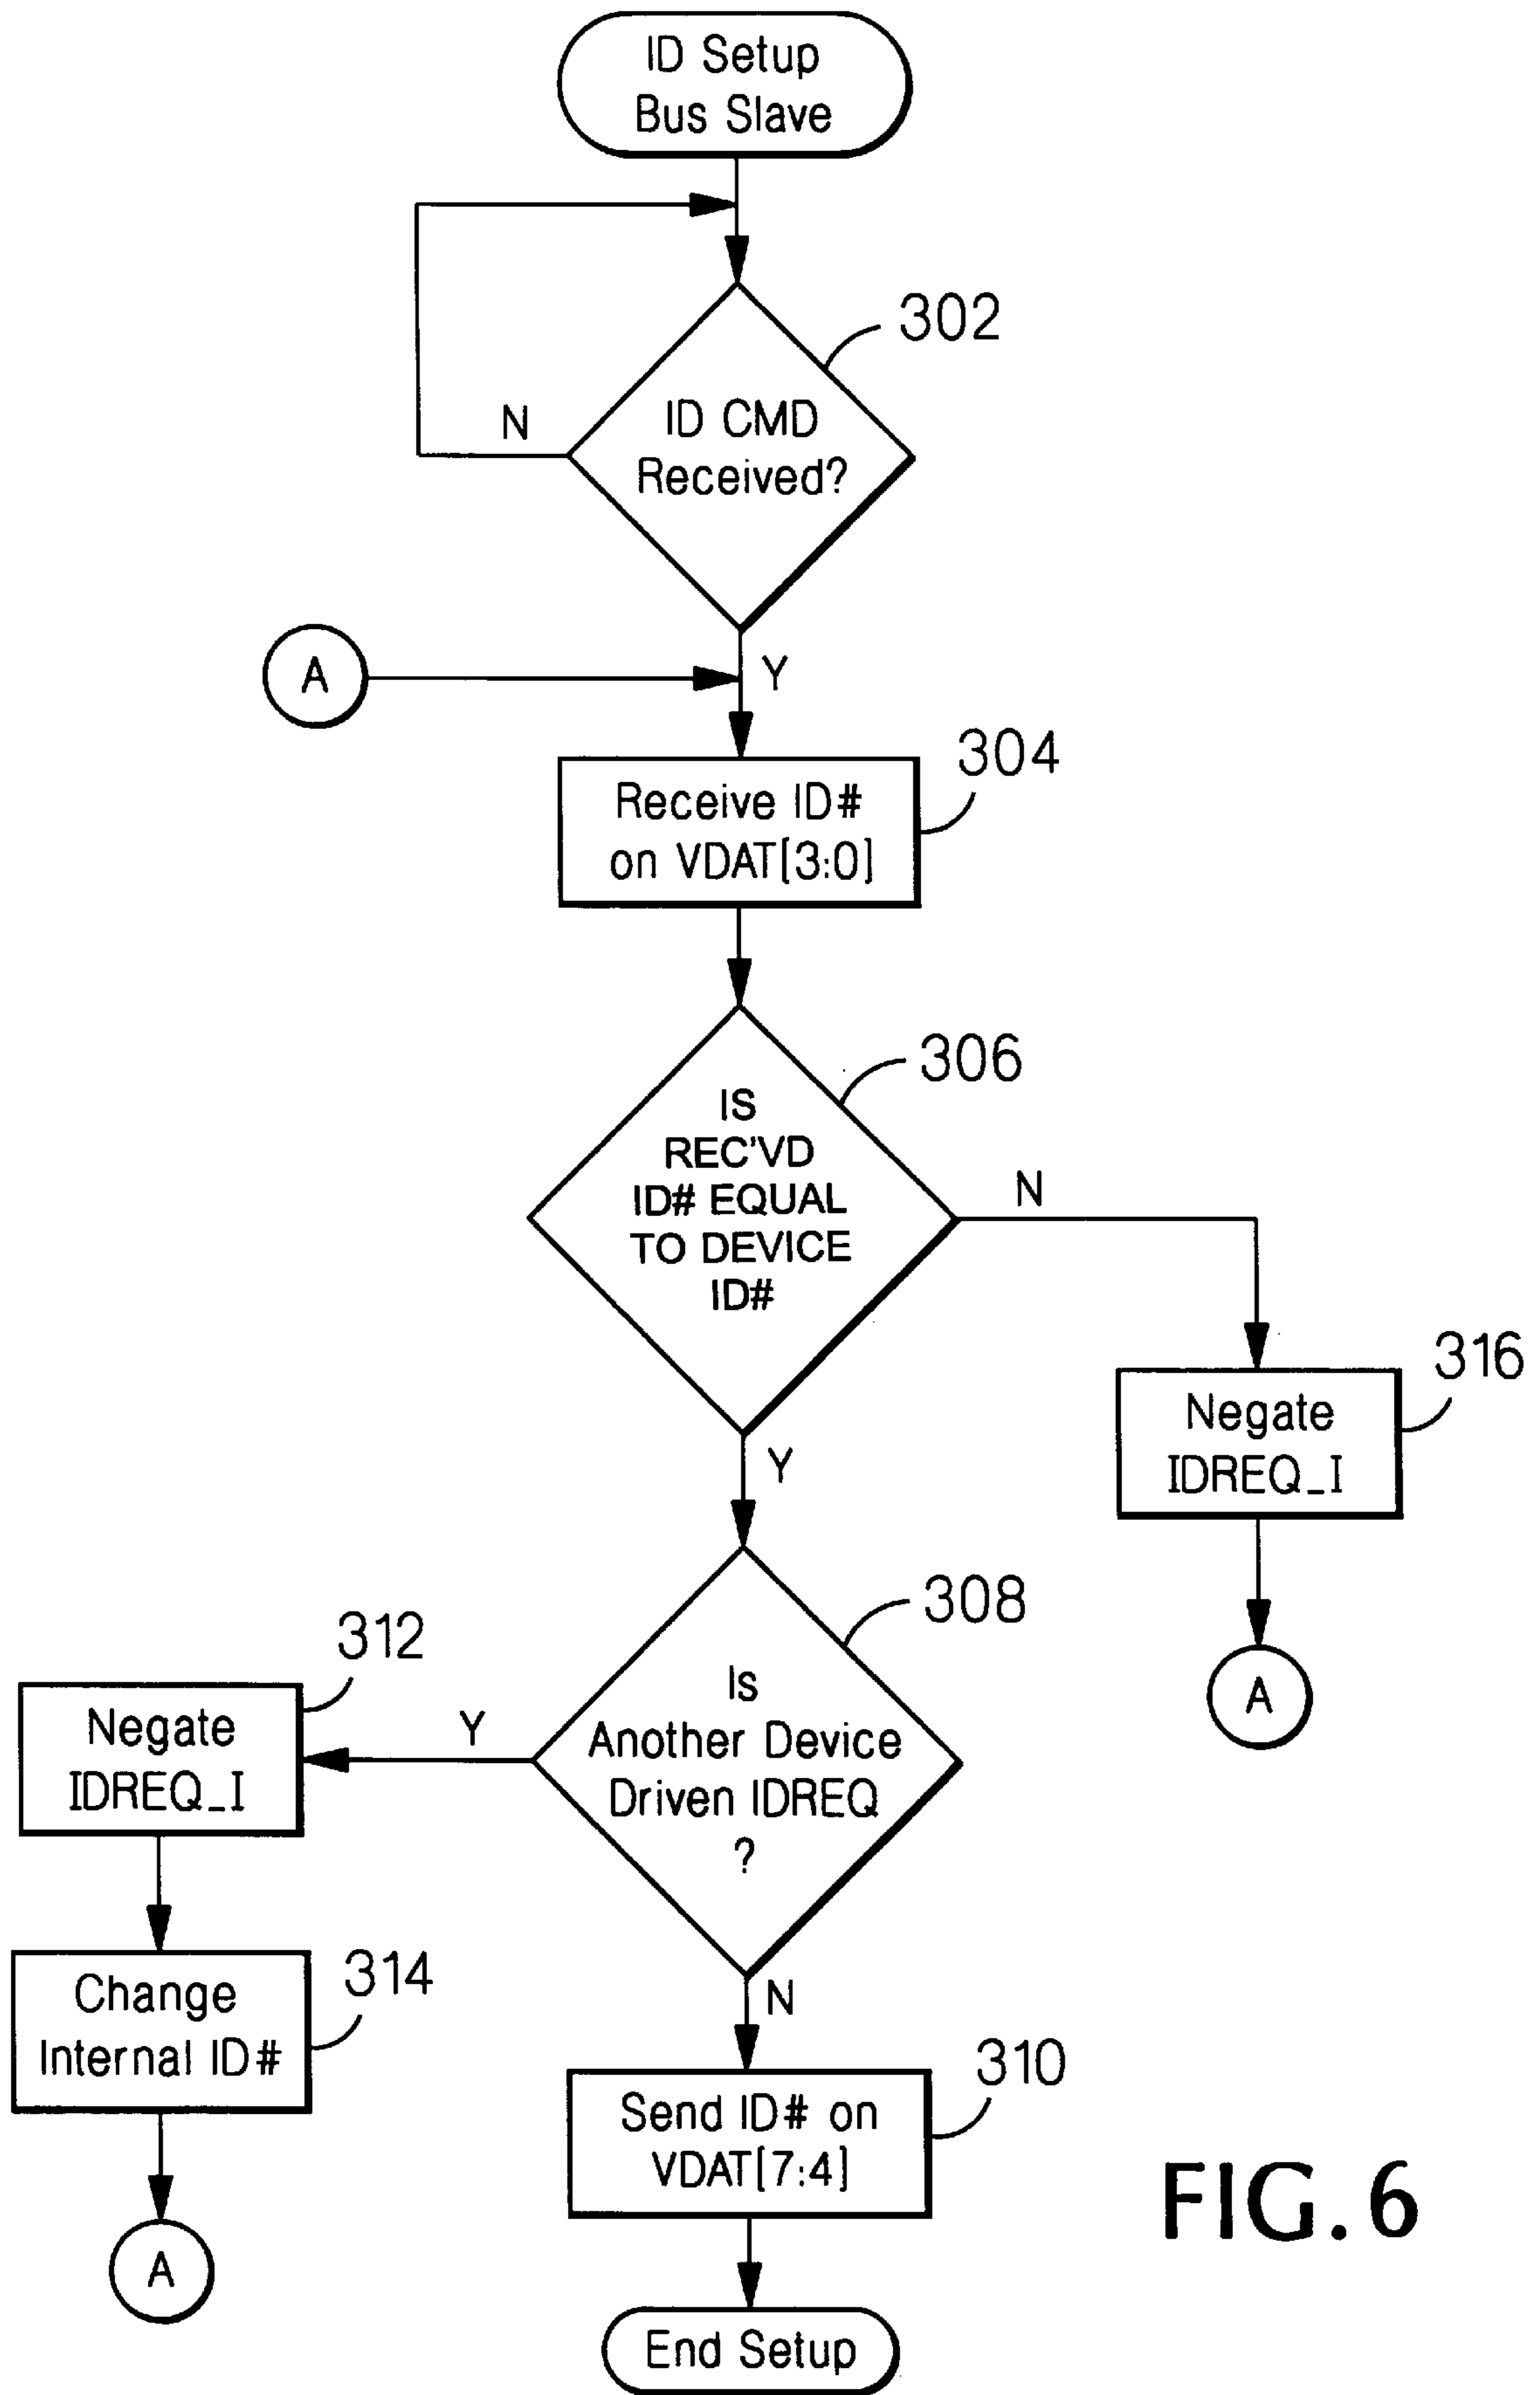 ID Setup
Bus Slave
302
ID CMD
Received?
N
A
Y
304
Receive ID#
on VDAT[3:0]
306
IS
REC'VD
ID# EQUAL
TO DEVICE
ID#
N
316
Negate
IDREQ_I
Y
A
308
Is
Another Device
Driven IDREQ
?
312
Negate
IDREQ_I
Y
314
Change
Internal ID#
N
310
Send ID# on
VDAT[7:4]
A
End Setup
FIG. 6